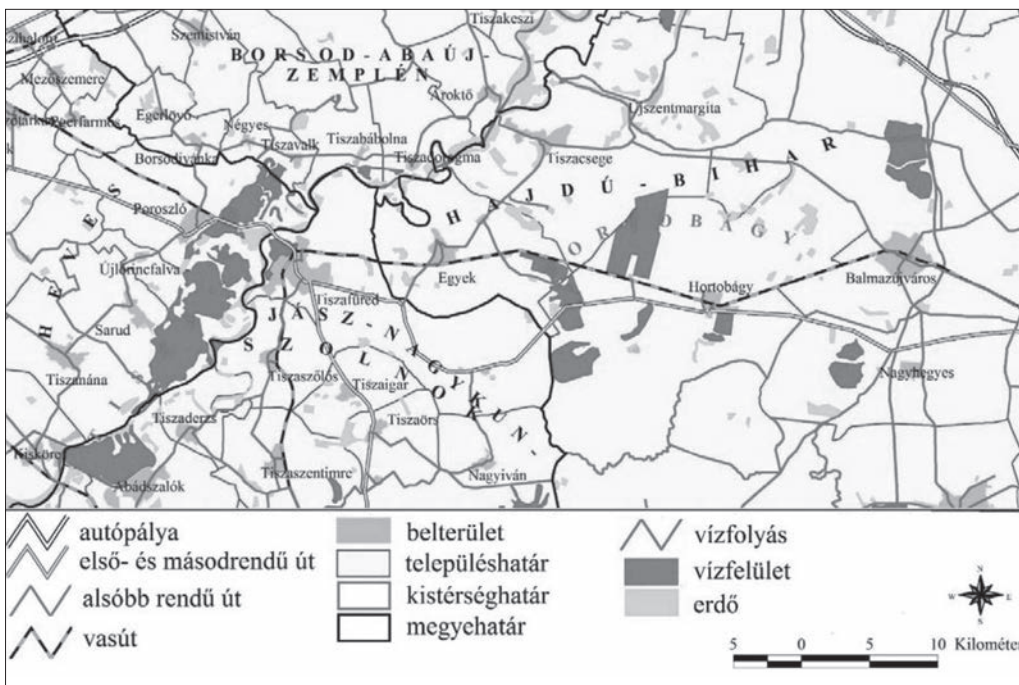 Tiszakeszi
Szemistván
BORSOD-ABAÚJ-
ZEMPLÉN
Mezőszemere
Ároktő
Újszentmargita
Egerlövő
Egerfarmos
Négyes
Borsodivánka
Tiszavalk
Tiszabábolna
Tiszadorogma
Tiszacsege
HAJDÚ-BIHAR
HEVES
Poroszló
HORTOBÁGY
Újlőrincfalva
Egyek
Balmazújváros
Tiszafüred
Hortobágy
JÁSZ-NAGYKUN-
SZOLNOK
Sarud
Tiszanána
Tiszaszőlős
Tiszaigar
Nagyhegyes
Tiszaderzs
Tiszaörs
Kisköre
Abádszalók
Tiszaszentimre
Nagyiván
autópálya
első- és másodrendű út
alsóbb rendű út
vasút
belterület
településhatár
kistérséghatár
megyehatár
vízfolyás
vízfelület
erdő
N
W E
S
5 0 5 10 Kilométer